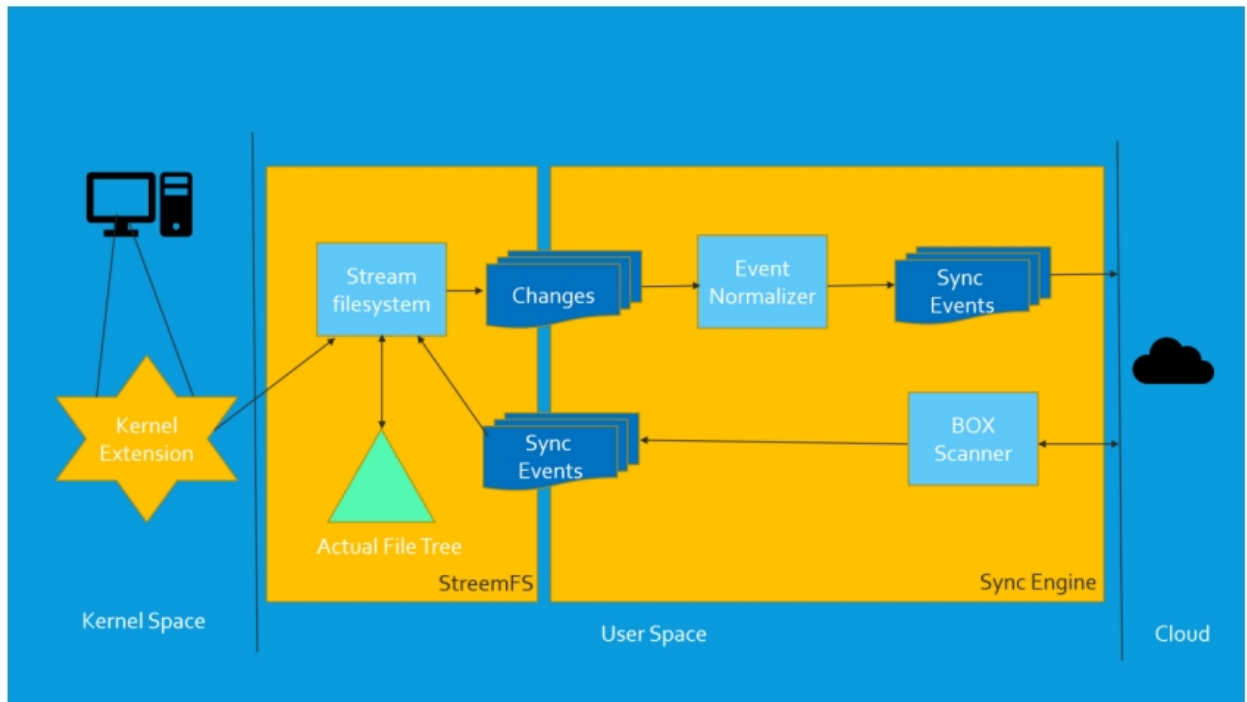 Stream
filesystem
Changes
Event
Normalizer
Sync
Events
Kernel
Extension
Sync
Events
BOX
Scanner
Actual File Tree
StreemFS
Sync Engine
Kernel Space
User Space
Cloud